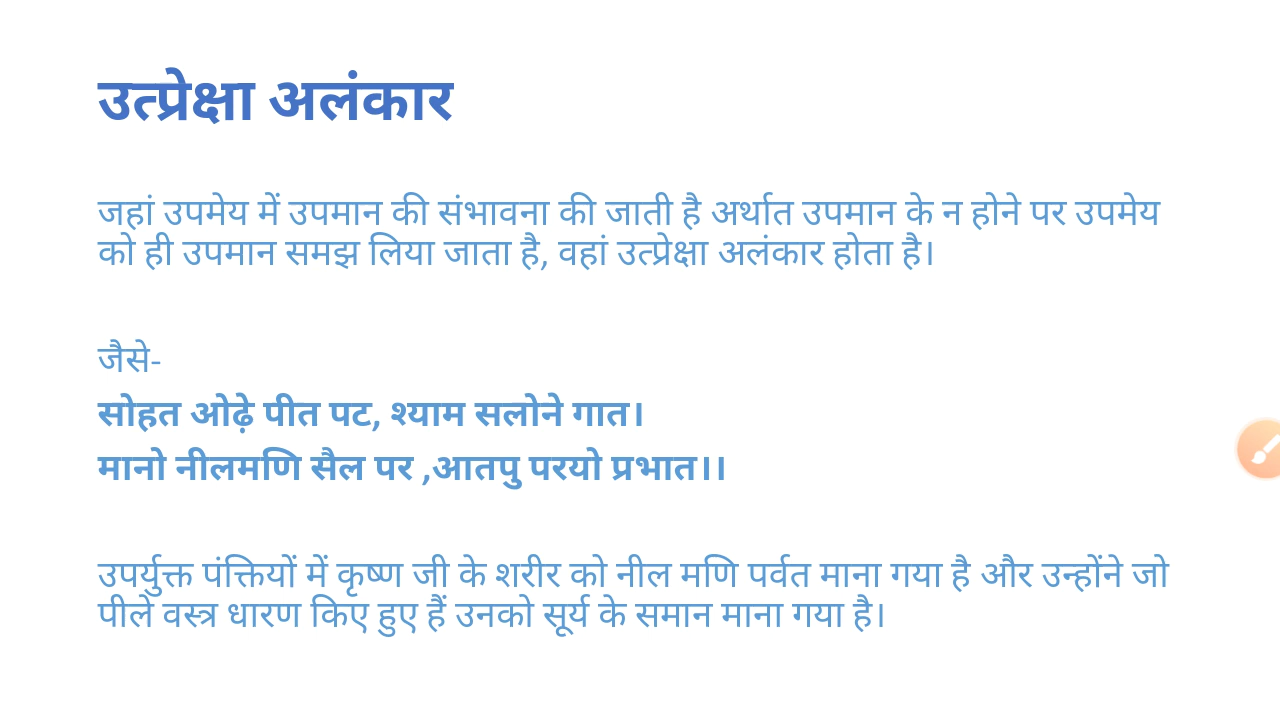 उत्प्रेक्षा अलंकार
जहां उपमेय में उपमान की संभावना की जाती है अर्थात उपमान के न होने पर उपमेय
को ही उपमान समझ लिया जाता है, वहां उत्प्रेक्षा अलंकार होता है।
जैसे-
सोहत ओढ़े पीत पट, श्याम सलोने गात।
मानो नीलमणि सैल पर ,आतपु परयो प्रभात।।
उपर्युक्त पंक्तियों में कृष्ण जी के शरीर को नील मणि पर्वत माना गया है और उन्होंने जो
पीले वस्त्र धारण किए हुए हैं उनको सूर्य के समान माना गया है।